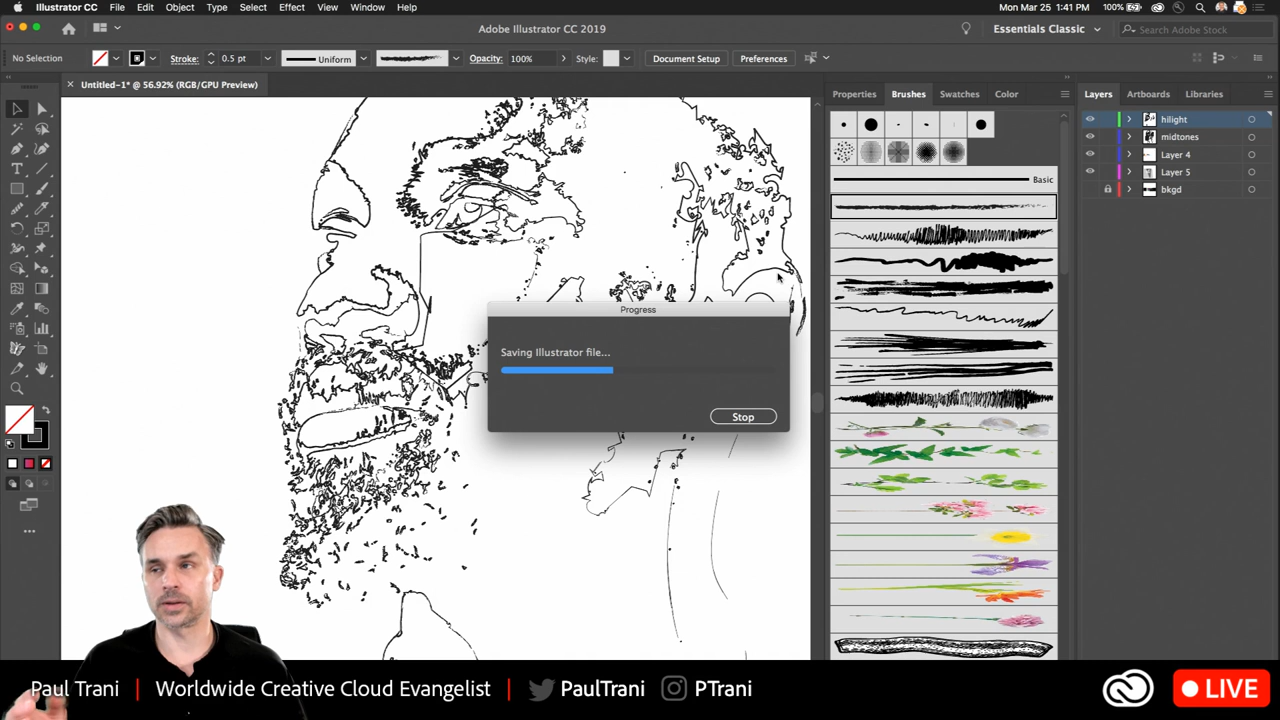 Illustrator CC File Edit Object Type Select Effect View Window Help 100% Mon Mar 25 1:41 PM
Adobe Illustrator CC 2019 Essentials Classic Search Adobe Stock
No Selection Stroke: 0.5 pt Uniform Opacity: 100% Style: Document Setup Preferences
× Untitled-1* @ 56.92% (RGB/GPU Preview)
Properties Brushes Swatches Color Layers Artboards Libraries
hilight
midtones
Layer 4
Layer 5
bkgd
Basic
Progress
Saving Illustrator file...
Stop
Paul Trani | Worldwide Creative Cloud Evangelist | PaulTrani PTrani LIVE